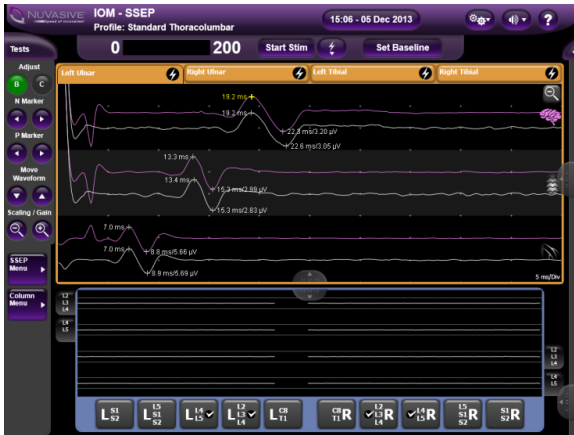 NUVASIVE
IOM - SSEP
Profile: Standard Thoracolumbar
15:06 - 05 Dec 2013
?
Tests
0
200
Start Stim
Set Baseline
Adjust
B
C
N Marker
P Marker
Move
Waveform
Scaling / Gain
SSEP
Menu
Column
Menu
Left Ulnar
Right Ulnar
Left Tibial
Right Tibial
19.2 ms
19.2 ms
22.3 ms/3.20 µV
22.6 ms/3.05 µV
13.3 ms
13.4 ms
15.3 ms/2.99 µV
15.3 ms/2.83 µV
7.0 ms
7.0 ms
8.8 ms/5.66 µV
8.9 ms/5.69 µV
5 ms/Div
L2
L3
L4
L4
L5
L2
L3
L4
L4
L5
L S1 S2
L L5 S1 S2
L L4 L5
L L2 L3 L4
L C8 T1
C8 T1 R
L2 L3 L4 R
L4 L5 R
L5 S1 S2 R
S1 S2 R